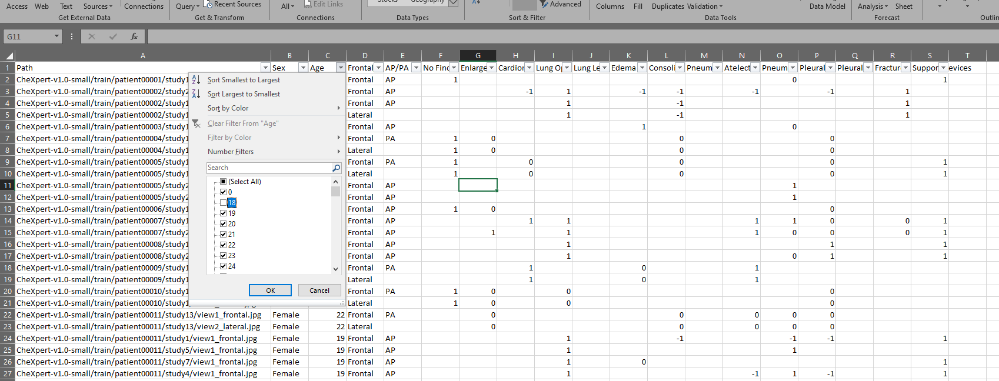 Access Web Text Sources Connections Query Recent Sources All Edit Links Stocks Geography Advanced Columns Fill Duplicates Validation Data Model Analysis Sheet
Get External Data Get & Transform Connections Data Types Sort & Filter Data Tools Forecast Outlin
G11 fx
A B C D E F G H I J K L M N O P Q R S T
1 Path Sex Age Frontal AP/PA No Find Enlarge Cardion Lung Op Lung Le Edema Consoli Pneum Atelect Pneum Pleural Pleural Fractur Suppor evices
2 CheXpert-v1.0-small/train/patient00001/study1 Frontal AP 1 0 1
3 CheXpert-v1.0-small/train/patient00002/study2 Frontal AP -1 1 -1 -1 -1 -1 1
4 CheXpert-v1.0-small/train/patient00002/study1 Frontal AP 1 -1 1
5 CheXpert-v1.0-small/train/patient00002/study1 Lateral 1 -1 1
6 CheXpert-v1.0-small/train/patient00003/study1 Frontal AP 1 0
7 CheXpert-v1.0-small/train/patient00004/study1 Frontal PA 1 0 0 0
8 CheXpert-v1.0-small/train/patient00004/study1 Lateral 1 0 0 0
9 CheXpert-v1.0-small/train/patient00005/study1 Frontal PA 1 0 0 0 1
10 CheXpert-v1.0-small/train/patient00005/study1 Lateral 1 0 0 0 1
11 CheXpert-v1.0-small/train/patient00005/study2 Frontal AP 1
12 CheXpert-v1.0-small/train/patient00005/study2 Frontal AP 1
13 CheXpert-v1.0-small/train/patient00006/study1 Frontal AP 1 0 0
14 CheXpert-v1.0-small/train/patient00007/study1 Frontal AP 1 1 1 1 0 0 1
15 CheXpert-v1.0-small/train/patient00007/study2 Frontal AP 1 1 1 0 0 0 1
16 CheXpert-v1.0-small/train/patient00008/study1 Frontal AP 1 1 1
17 CheXpert-v1.0-small/train/patient00008/study2 Frontal AP 1 0 1 1
18 CheXpert-v1.0-small/train/patient00009/study1 Frontal PA 1 0 1
19 CheXpert-v1.0-small/train/patient00009/study1 Lateral 1 0 1
20 CheXpert-v1.0-small/train/patient00010/study1 Frontal PA 1 0 0 0
21 CheXpert-v1.0-small/train/patient00010/study1 Lateral 1 0 0 0
22 CheXpert-v1.0-small/train/patient00011/study13/view1_frontal.jpg Female 22 Frontal PA 0 0 0 0 0
23 CheXpert-v1.0-small/train/patient00011/study13/view2_lateral.jpg Female 22 Lateral 0 0 0 0 0
24 CheXpert-v1.0-small/train/patient00011/study1/view1_frontal.jpg Female 19 Frontal AP 1 -1 -1 -1 1
25 CheXpert-v1.0-small/train/patient00011/study5/view1_frontal.jpg Female 19 Frontal AP 1 1
26 CheXpert-v1.0-small/train/patient00011/study7/view1_frontal.jpg Female 19 Frontal AP 1 0 1
27 CheXpert-v1.0-small/train/patient00011/study4/view1_frontal.jpg Female 19 Frontal AP 1 -1 1 -1 1
Sort Smallest to Largest
Sort Largest to Smallest
Sort by Color
Clear Filter From "Age"
Filter by Color
Number Filters
Search
(Select All)
0
18
19
20
21
22
23
24
OK Cancel